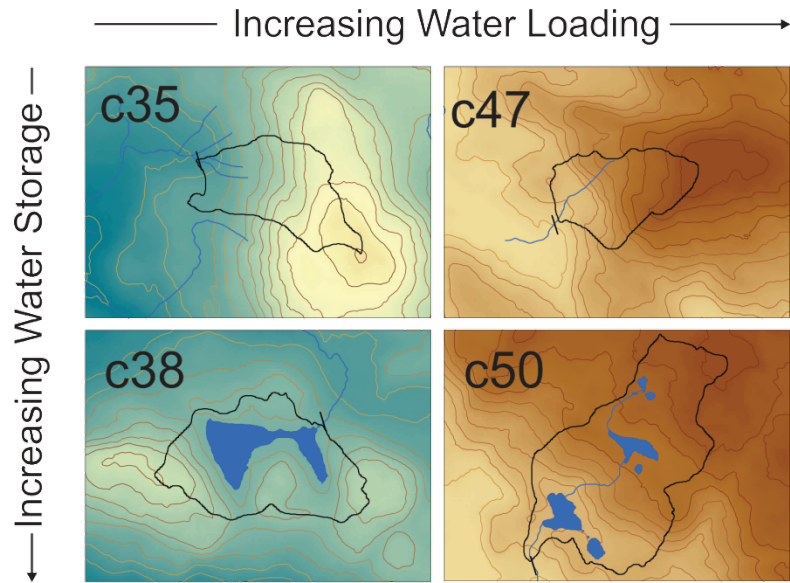 Increasing Water Loading
Increasing Water Storage
c35
c47
c38
c50